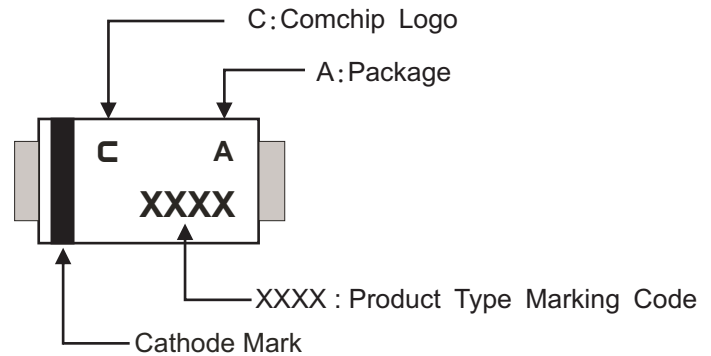 C:Comchip Logo
A:Package
C A
XXXX
XXXX : Product Type Marking Code
Cathode Mark